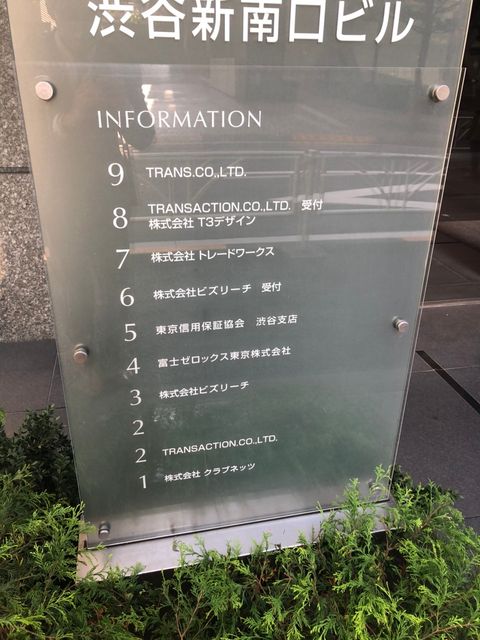 渋谷新南口ビル
INFORMATION
9 TRANS.CO.,LTD.
8 TRANSACTION.CO.,LTD. 受付
株式会社 T3デザイン
7 株式会社 トレードワークス
6 株式会社ビズリーチ 受付
5 東京信用保証協会 渋谷支店
4 富士ゼロックス東京株式会社
3 株式会社ビズリーチ
2
2 TRANSACTION.CO.,LTD.
1 株式会社 クラブネッツ